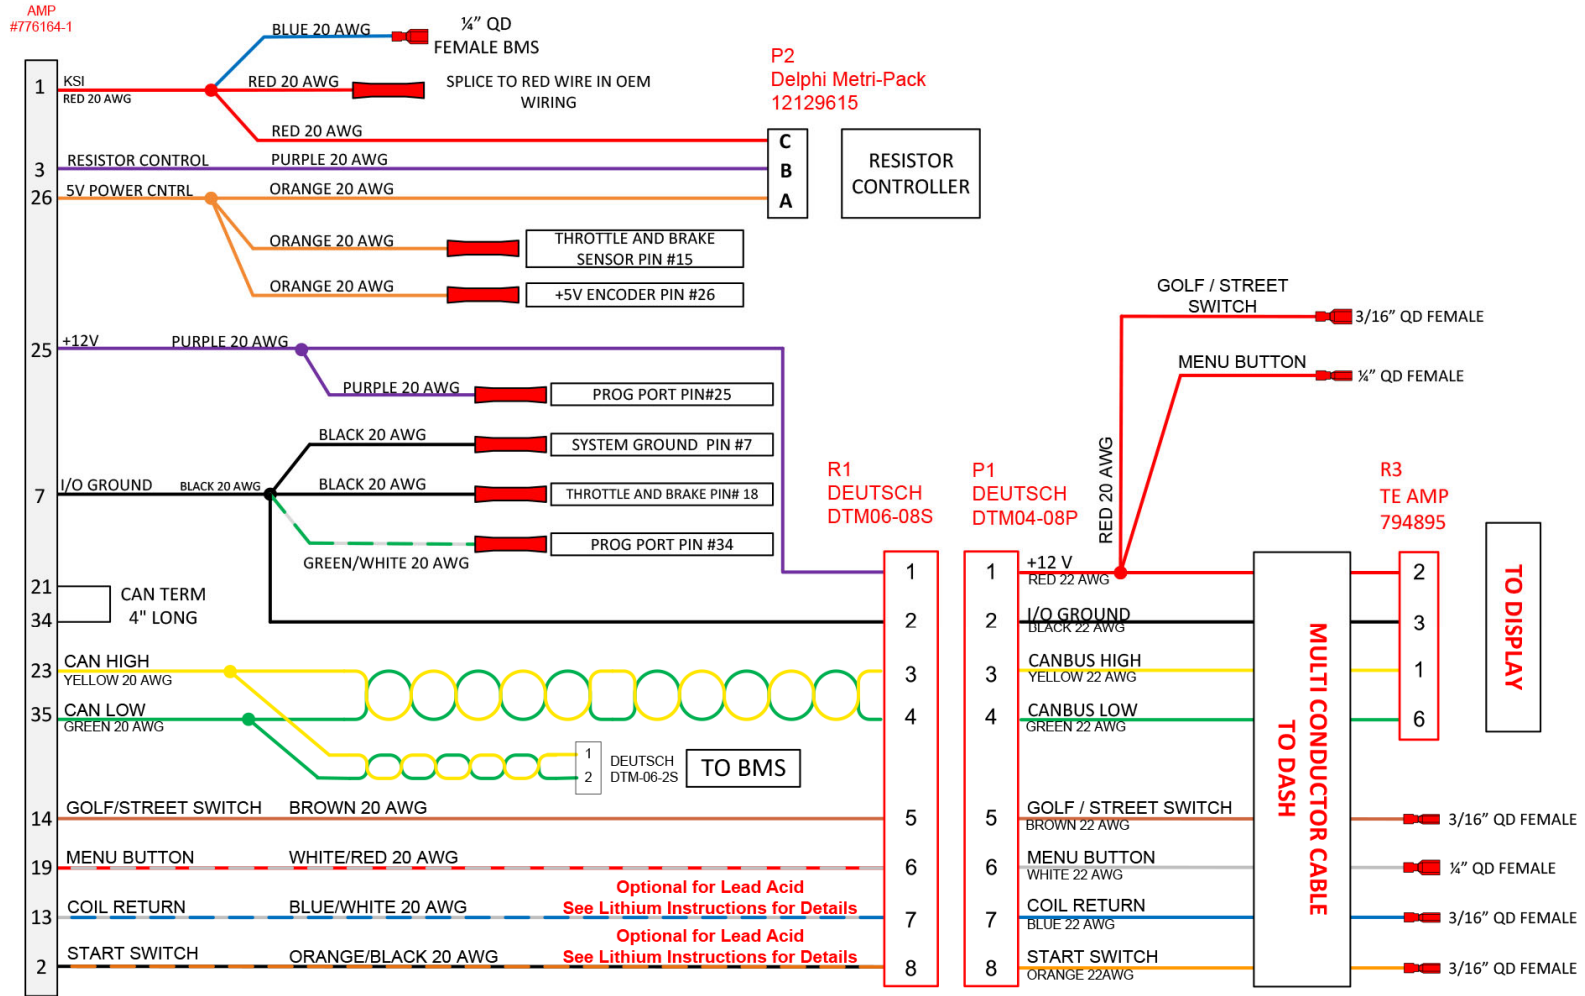 AMP
#776164-1
BLUE 20 AWG
¼” QD
FEMALE BMS
1
KSI
RED 20 AWG
RED 20 AWG
SPLICE TO RED WIRE IN OEM
WIRING
P2
Delphi Metri-Pack
12129615
RED 20 AWG
C
3
RESISTOR CONTROL
PURPLE 20 AWG
B
RESISTOR
CONTROLLER
26
5V POWER CNTRL
ORANGE 20 AWG
A
ORANGE 20 AWG
THROTTLE AND BRAKE
SENSOR PIN #15
ORANGE 20 AWG
+5V ENCODER PIN #26
GOLF / STREET
SWITCH
3/16” QD FEMALE
25
+12V
PURPLE 20 AWG
MENU BUTTON
¼” QD FEMALE
PURPLE 20 AWG
PROG PORT PIN#25
BLACK 20 AWG
SYSTEM GROUND PIN #7
RED 20 AWG
7
I/O GROUND
BLACK 20 AWG
BLACK 20 AWG
THROTTLE AND BRAKE PIN# 18
R1
DEUTSCH
DTM06-08S
P1
DEUTSCH
DTM04-08P
R3
TE AMP
794895
PROG PORT PIN #34
GREEN/WHITE 20 AWG
1
1
+12 V
RED 22 AWG
2
TO DISPLAY
21
34
CAN TERM
4" LONG
2
2
I/O GROUND
BLACK 22 AWG
3
MULTI CONDUCTOR CABLE
TO DASH
23
CAN HIGH
YELLOW 20 AWG
3
3
CANBUS HIGH
YELLOW 22 AWG
1
35
CAN LOW
GREEN 20 AWG
4
4
CANBUS LOW
GREEN 22 AWG
6
1
2
DEUTSCH
DTM-06-2S
TO BMS
14
GOLF/STREET SWITCH
BROWN 20 AWG
5
5
GOLF / STREET SWITCH
BROWN 22 AWG
3/16” QD FEMALE
19
MENU BUTTON
WHITE/RED 20 AWG
6
6
MENU BUTTON
WHITE 22 AWG
¼” QD FEMALE
Optional for Lead Acid
See Lithium Instructions for Details
13
COIL RETURN
BLUE/WHITE 20 AWG
7
7
COIL RETURN
BLUE 22 AWG
3/16” QD FEMALE
Optional for Lead Acid
See Lithium Instructions for Details
2
START SWITCH
ORANGE/BLACK 20 AWG
8
8
START SWITCH
ORANGE 22AWG
3/16” QD FEMALE